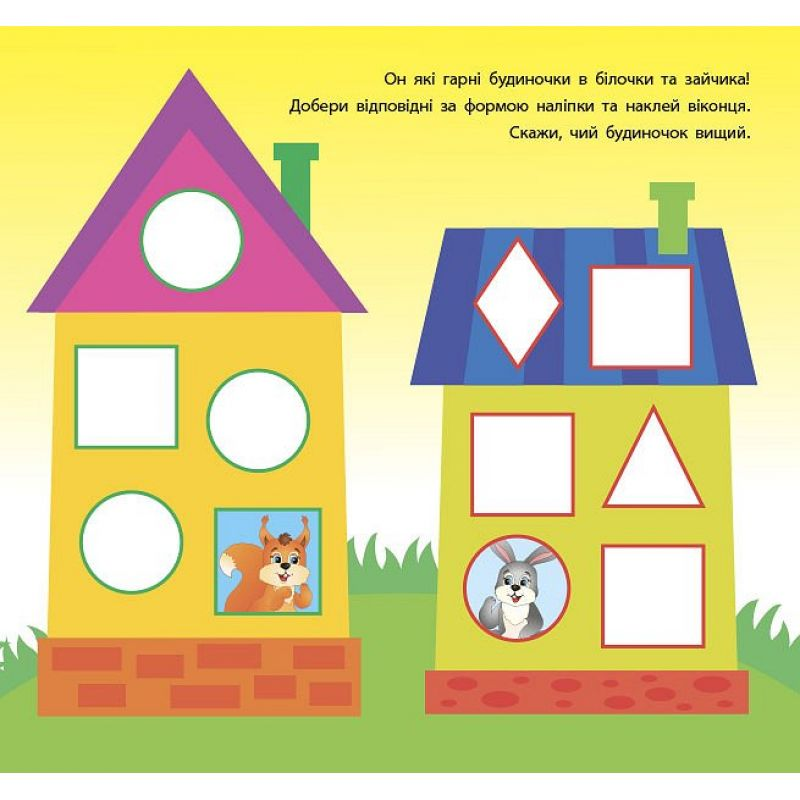 Он які гарні будиночки в білочки та зайчика!
Добери відповідні за формою наліпки та наклей віконця.
Скажи, чий будиночок вищий.